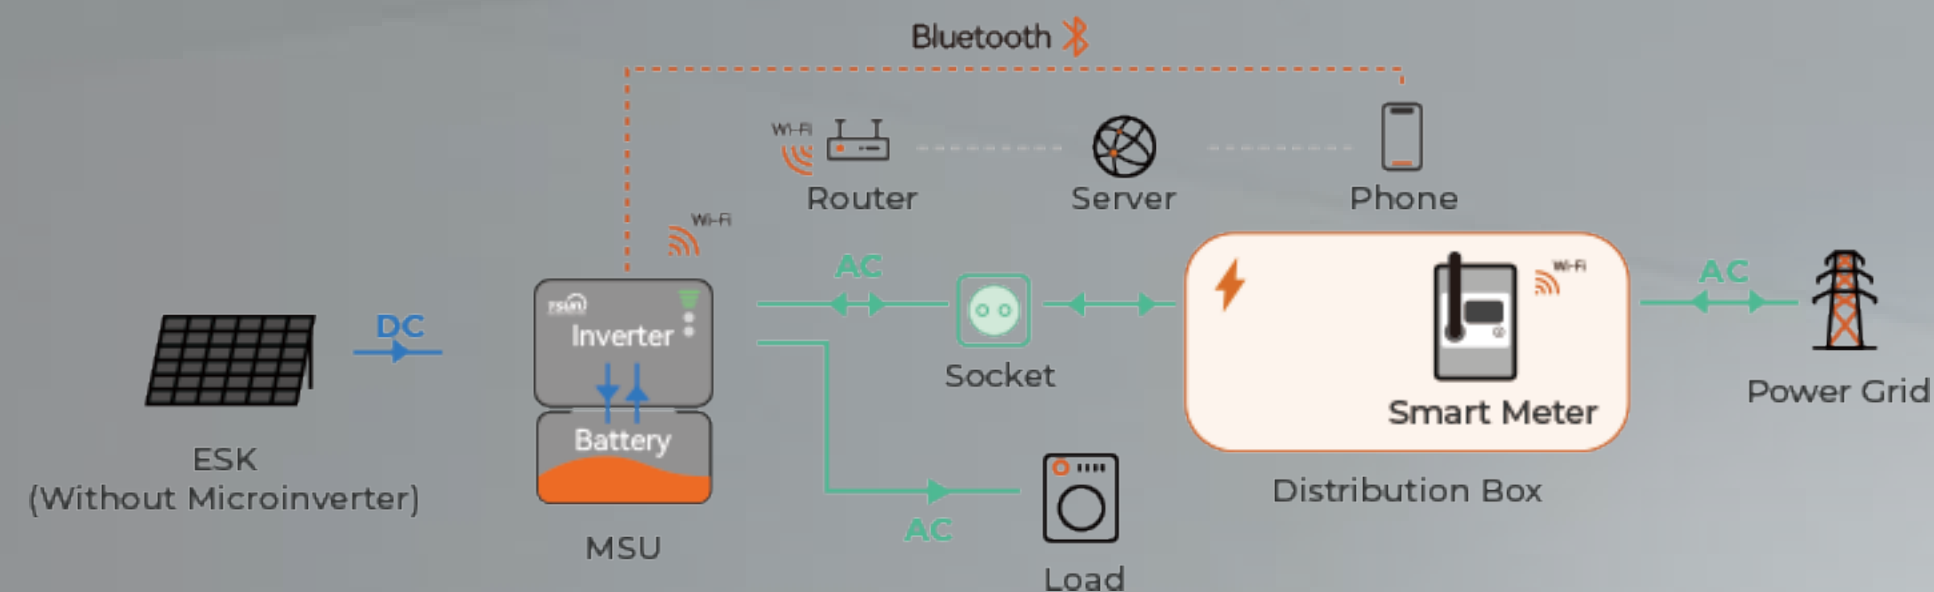 Bluetooth
Wi-Fi
Router
Server
Phone
Wi-Fi
AC
Wi-Fi
AC
DC
TSUN
Inverter
Socket
Smart Meter
Power Grid
Battery
ESK
(Without Microinverter)
Distribution Box
AC
MSU
Load